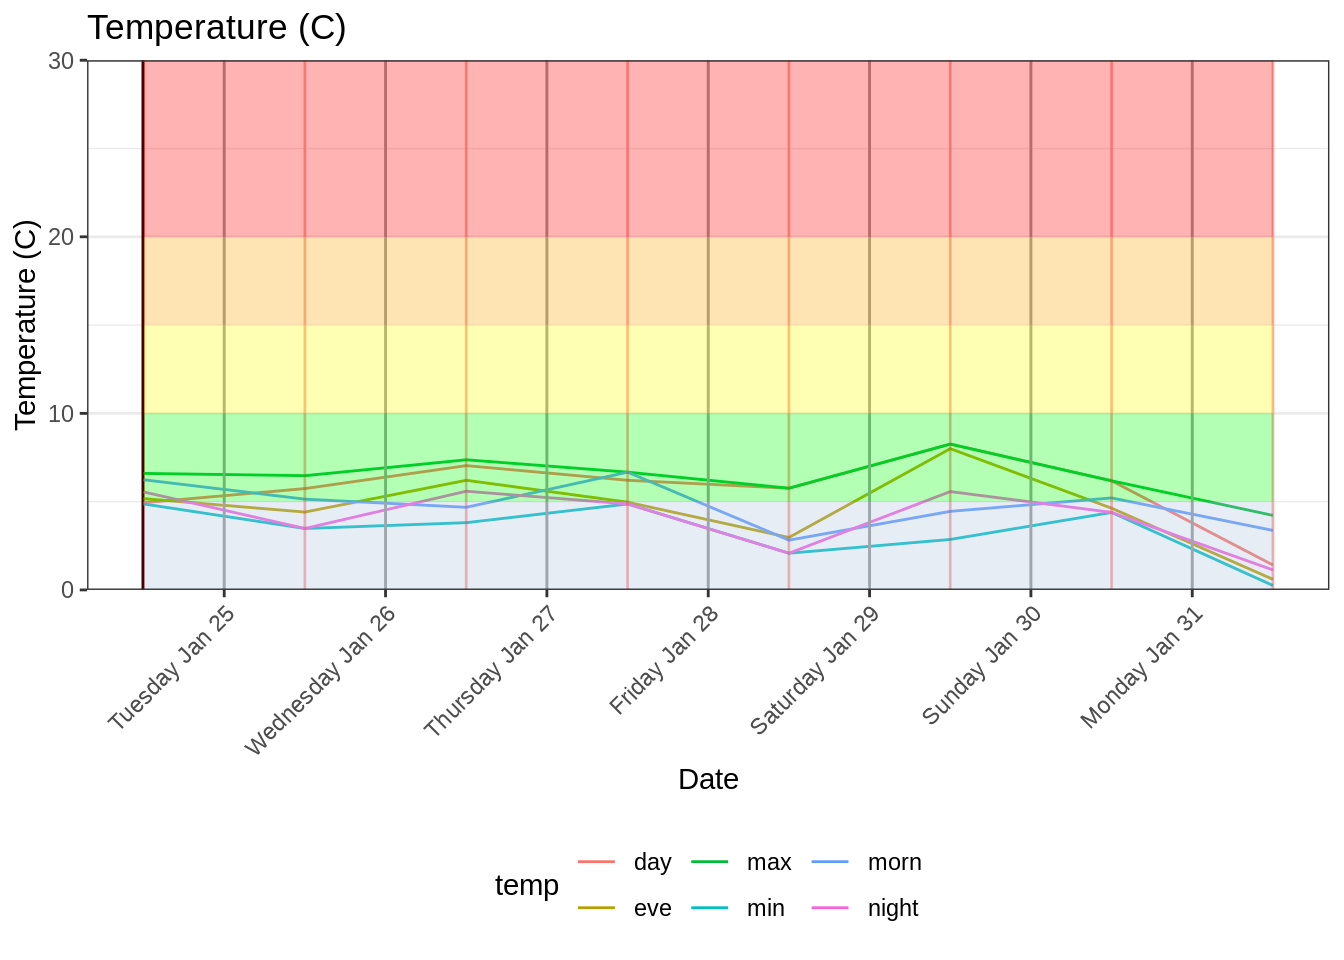 Temperature (C)
Temperature (C)
30
20
10
0
Tuesday Jan 25
Wednesday Jan 26
Thursday Jan 27
Friday Jan 28
Saturday Jan 29
Sunday Jan 30
Monday Jan 31
Date
temp
day
max
morn
eve
min
night